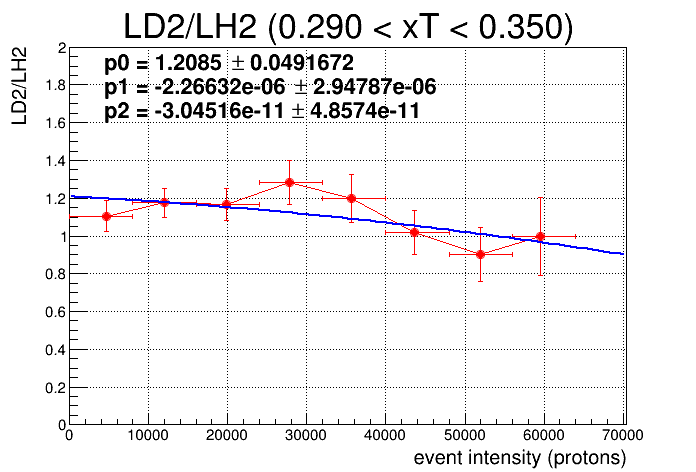 LD2/LH2 (0.290 < xT < 0.350)
LD2/LH2
p0 = 1.2085 ± 0.0491672
p1 = -2.26632e-06 ± 2.94787e-06
p2 = -3.04516e-11 ± 4.8574e-11
2
1.8
1.6
1.4
1.2
1
0.8
0.6
0.4
0.2
0
0 10000 20000 30000 40000 50000 60000 70000
event intensity (protons)